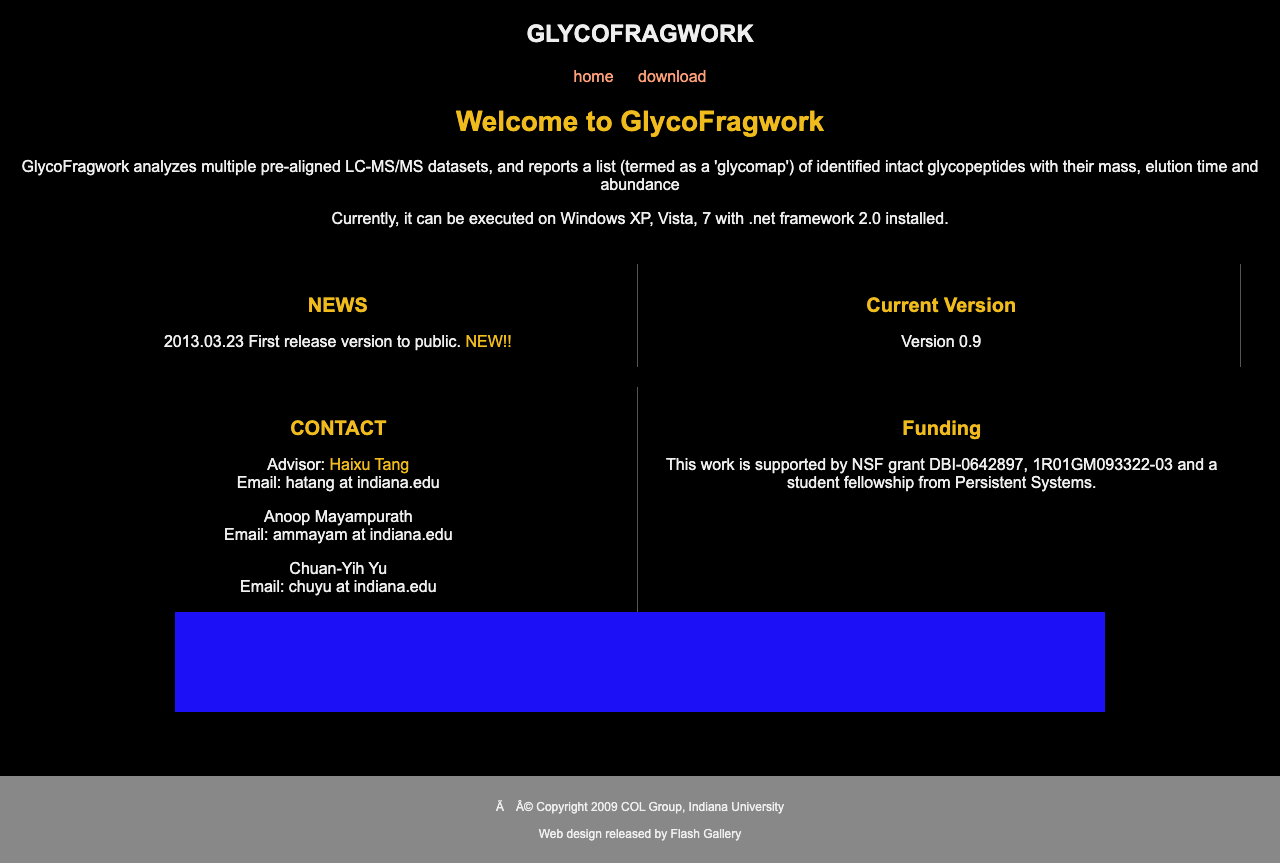 GLYCOFRAGWORK
home download
Welcome to GlycoFragwork
GlycoFragwork analyzes multiple pre-aligned LC-MS/MS datasets, and reports a list (termed as a 'glycomap') of identified intact glycopeptides with their mass, elution time and
abundance
Currently, it can be executed on Windows XP, Vista, 7 with .net framework 2.0 installed.
NEWS
2013.03.23 First release version to public. NEW!!
Current Version
Version 0.9
CONTACT
Advisor: Haixu Tang
Email: hatang at indiana.edu
Anoop Mayampurath
Email: ammayam at indiana.edu
Chuan-Yih Yu
Email: chuyu at indiana.edu
Funding
This work is supported by NSF grant DBI-0642897, 1R01GM093322-03 and a
student fellowship from Persistent Systems.
Ã Â© Copyright 2009 COL Group, Indiana University
Web design released by Flash Gallery